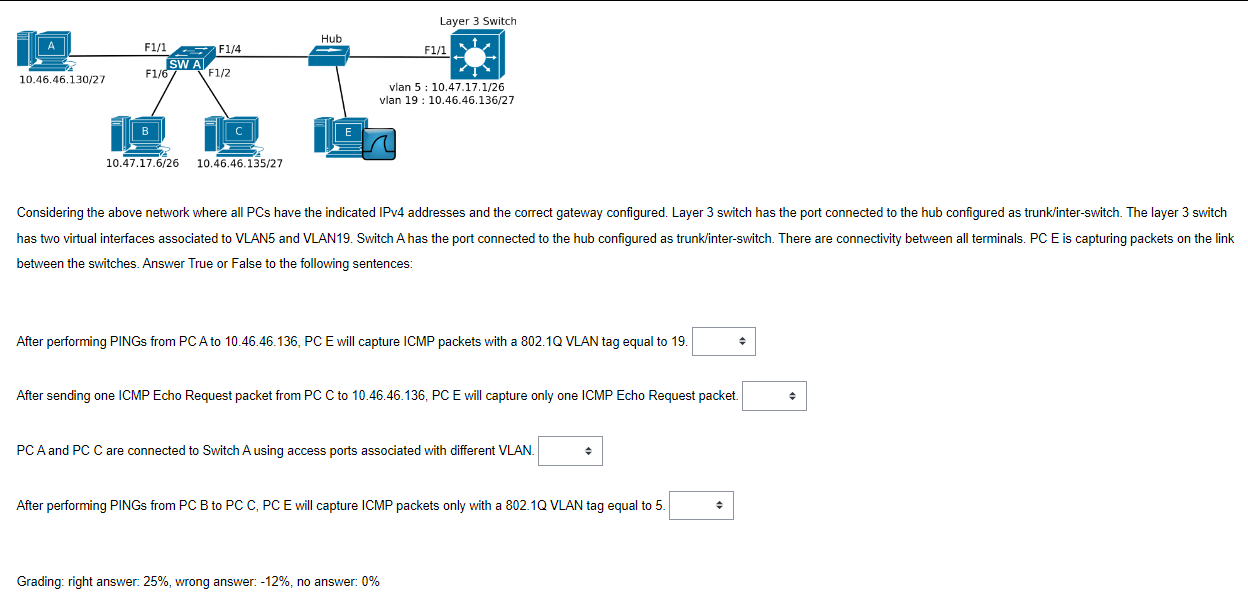 Layer 3 Switch
Hub
A
F1/1
F1/4
F1/1
SW A
F1/6
F1/2
10.46.46.130/27
vlan 5 : 10.47.17.1/26
vlan 19 : 10.46.46.136/27
B
C
E
10.47.17.6/26
10.46.46.135/27
Considering the above network where all PCs have the indicated IPv4 addresses and the correct gateway configured. Layer 3 switch has the port connected to the hub configured as trunk/inter-switch. The layer 3 switch
has two virtual interfaces associated to VLAN5 and VLAN19. Switch A has the port connected to the hub configured as trunk/inter-switch. There are connectivity between all terminals. PC E is capturing packets on the link
between the switches. Answer True or False to the following sentences:
After performing PINGs from PC A to 10.46.46.136, PC E will capture ICMP packets with a 802.1Q VLAN tag equal to 19.
After sending one ICMP Echo Request packet from PC C to 10.46.46.136, PC E will capture only one ICMP Echo Request packet.
PC A and PC C are connected to Switch A using access ports associated with different VLAN.
After performing PINGs from PC B to PC C, PC E will capture ICMP packets only with a 802.1Q VLAN tag equal to 5.
Grading: right answer: 25%, wrong answer: -12%, no answer: 0%